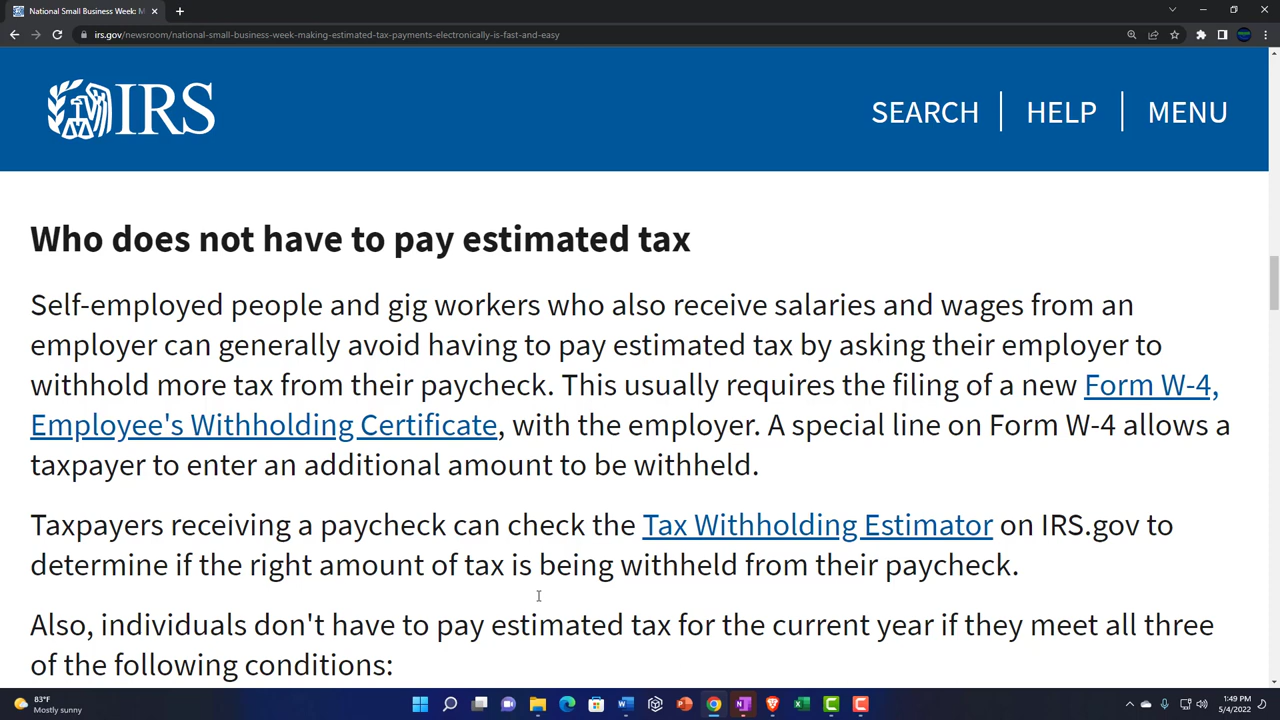 National Small Business Week: M
irs.gov/newsroom/national-small-business-week-making-estimated-tax-payments-electronically-is-fast-and-easy
IRS
SEARCH | HELP | MENU
Who does not have to pay estimated tax
Self-employed people and gig workers who also receive salaries and wages from an
employer can generally avoid having to pay estimated tax by asking their employer to
withhold more tax from their paycheck. This usually requires the filing of a new Form W-4,
Employee's Withholding Certificate, with the employer. A special line on Form W-4 allows a
taxpayer to enter an additional amount to be withheld.
Taxpayers receiving a paycheck can check the Tax Withholding Estimator on IRS.gov to
determine if the right amount of tax is being withheld from their paycheck.
Also, individuals don't have to pay estimated tax for the current year if they meet all three
of the following conditions:
83°F
Mostly sunny
1:49 PM
5/4/2022